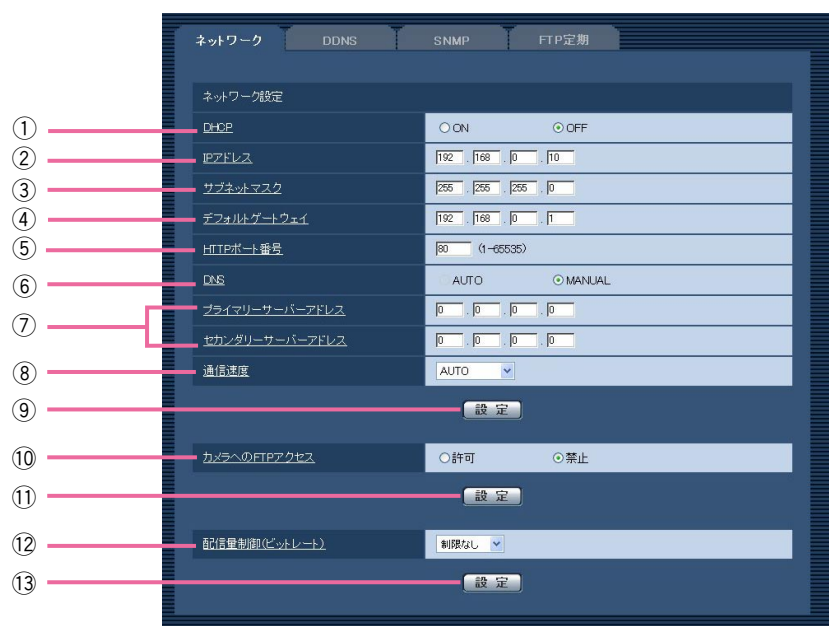 ネットワーク DDNS SNMP FTP定期
ネットワーク設定
① DHCP ON OFF
② IPアドレス 192 . 168 . 0 . 10
③ サブネットマスク 255 . 255 . 255 . 0
④ デフォルトゲートウェイ 192 . 168 . 0 . 1
⑤ HTTPポート番号 80 (1-65535)
⑥ DNS AUTO MANUAL
⑦ プライマリーサーバーアドレス 0 . 0 . 0 . 0
セカンダリーサーバーアドレス 0 . 0 . 0 . 0
⑧ 通信速度 AUTO
⑨ 設定
⑩ カメラへのFTPアクセス 許可 禁止
⑪ 設定
⑫ 配信量制御(ビットレート) 制限なし
⑬ 設定